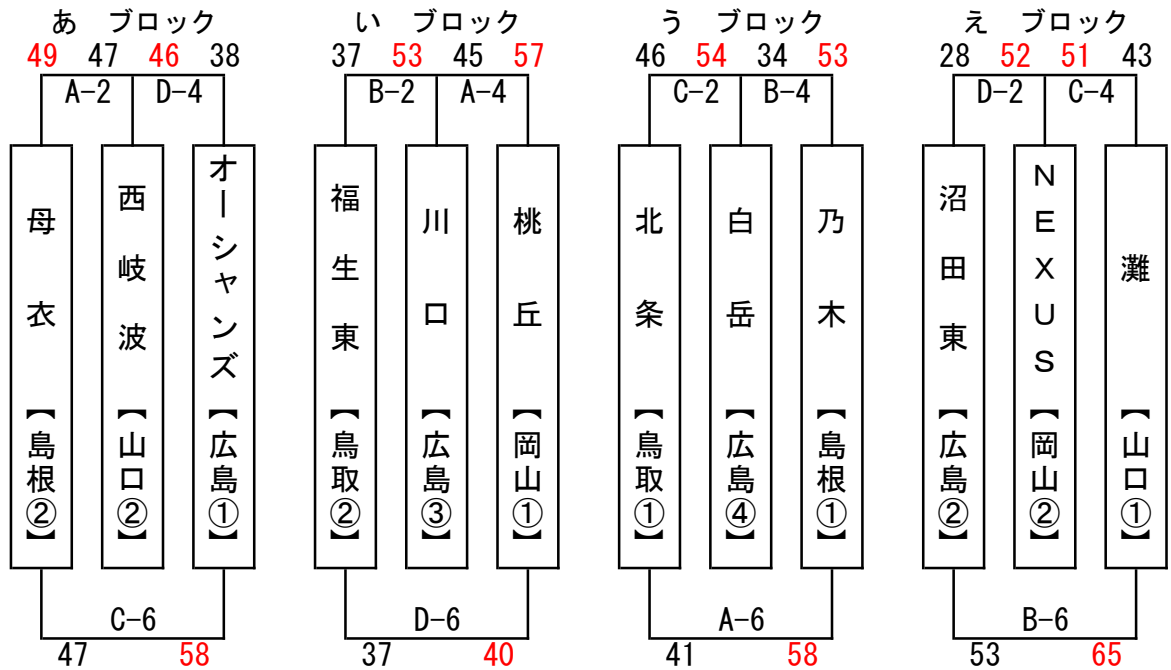 あ ブロック
49 47 46 38
A-2 D-4
母衣【島根②】
西岐波【山口②】
オーシャンズ【広島①】
C-6
47 58
い ブロック
37 53 45 57
B-2 A-4
福生東【鳥取②】
川口【広島③】
桃丘【岡山①】
D-6
37 40
う ブロック
46 54 34 53
C-2 B-4
北条【鳥取①】
白岳【広島④】
乃木【島根①】
A-6
41 58
え ブロック
28 52 51 43
D-2 C-4
沼田東【広島②】
NEXUS【岡山②】
灘【山口①】
B-6
53 65